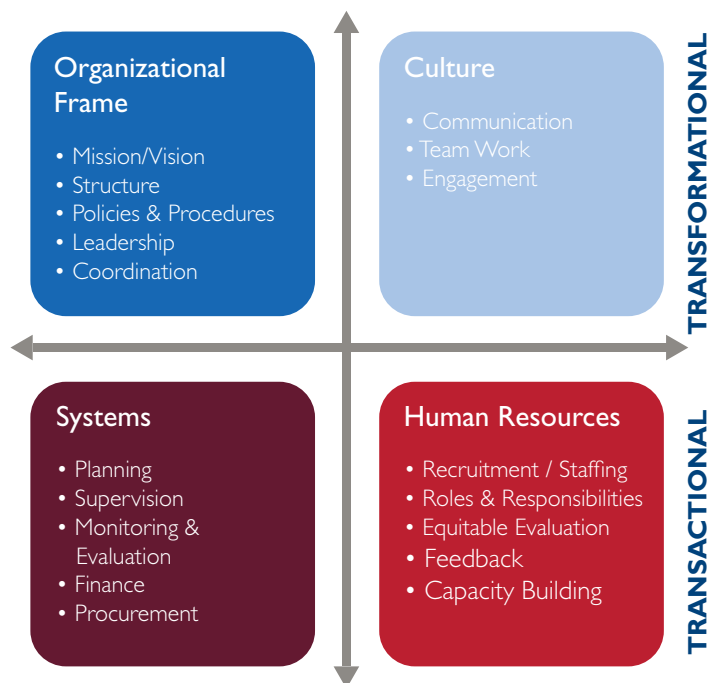 Organizational
Frame
• Mission/Vision
• Structure
• Policies & Procedures
• Leadership
• Coordination
Culture
• Communication
• Team Work
• Engagement
TRANSFORMATIONAL
Systems
• Planning
• Supervision
• Monitoring &
Evaluation
• Finance
• Procurement
Human Resources
• Recruitment / Staffing
• Roles & Responsibilities
• Equitable Evaluation
• Feedback
• Capacity Building
TRANSACTIONAL